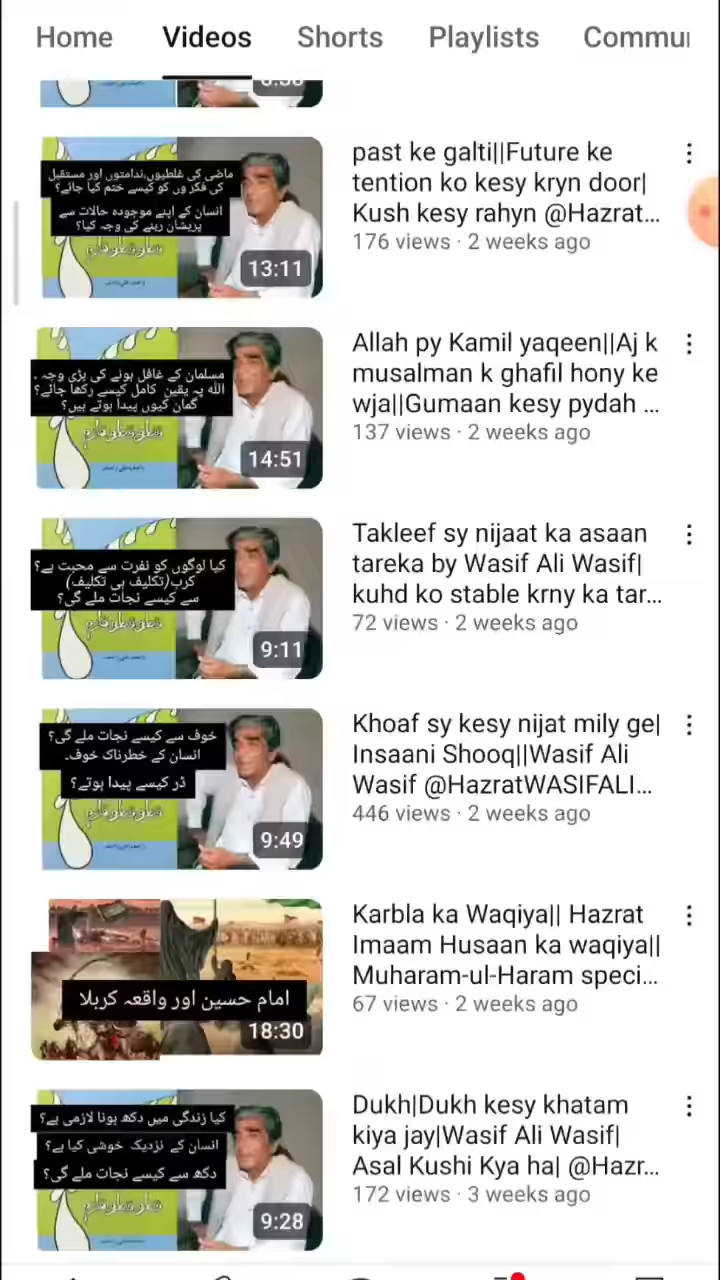 Home Videos Shorts Playlists Commu
ماضی کی غلطیوں،ندامتوں اور مستقبل
کی فکر وں کو کیسے ختم کیا جائے؟
انسان کے اپنے موجودہ حالات سے
پریشان رہنے کی وجہ کیا؟
13:11
past ke galti||Future ke
tention ko kesy kryn door|
Kush kesy rahyn @Hazrat...
176 views · 2 weeks ago
مسلمان کے غافل ہونے کی بڑی وجہ ۔
اللہ پہ یقین کامل کیسے رکھا جائے؟
گمان کیوں پیدا ہوتے ہیں؟
14:51
Allah py Kamil yaqeen||Aj k
musalman k ghafil hony ke
wja||Gumaan kesy pydah ...
137 views · 2 weeks ago
کیا لوگوں کو نفرت سے محبت ہے؟
کرب(تکلیف ہی تکلیف)
سے کیسے نجات ملے گی؟
9:11
Takleef sy nijaat ka asaan
tareka by Wasif Ali Wasif|
kuhd ko stable krny ka tar...
72 views · 2 weeks ago
خوف سے کیسے نجات ملے گی؟
انسان کے خطرناک خوف۔
ڈر کیسے پیدا ہوتے؟
9:49
Khoaf sy kesy nijat mily ge|
Insaani Shooq||Wasif Ali
Wasif @HazratWASIFALI...
446 views · 2 weeks ago
امام حسین اور واقعہ کربلا
18:30
Karbla ka Waqiya|| Hazrat
Imaam Husaan ka waqiya||
Muharam-ul-Haram speci...
67 views · 2 weeks ago
کیا زندگی میں دکھ ہونا لازمی ہے؟
انسان کے نزدیک خوشی کیا ہے؟
دکھ سے کیسے نجات ملے گی؟
9:28
Dukh|Dukh kesy khatam
kiya jay|Wasif Ali Wasif|
Asal Kushi Kya ha| @Hazr...
172 views · 3 weeks ago